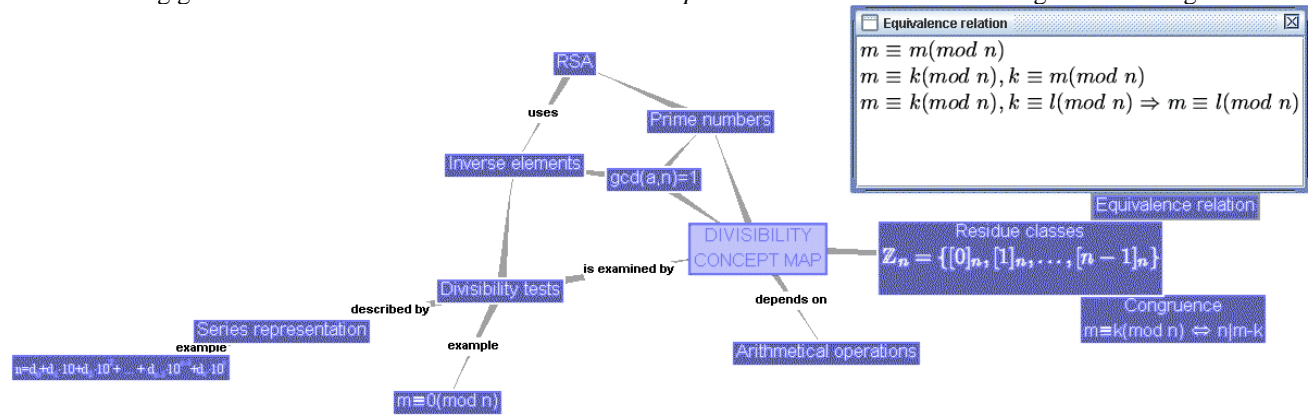 Equivalence relation
m ≡ m(mod n)
m ≡ k(mod n), k ≡ m(mod n)
m ≡ k(mod n), k ≡ l(mod n) ⇒ m ≡ l(mod n)
RSA
uses
Prime numbers
Inverse elements
gcd(a,n)=1
Equivalence relation
DIVISIBILITY
CONCEPT MAP
Residue classes
ℤₙ = {[0]ₙ, [1]ₙ, . . . , [n − 1]ₙ}
is examined by
Divisibility tests
depends on
described by
Congruence
m≡k(mod n) ⇔ n|m-k
Series representation
example
example
Arithmetical operations
m≡0(mod n)